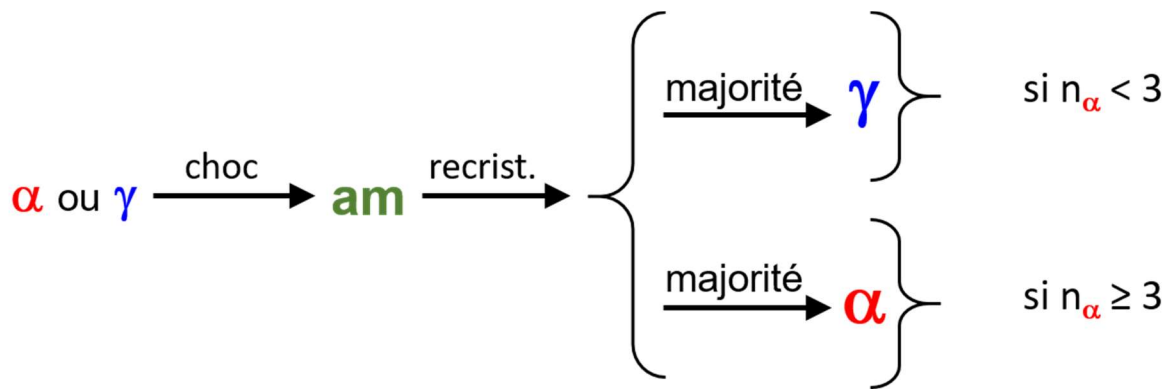 majorité γ si nα < 3
α ou γ choc am recrist.
majorité α si nα ≥ 3